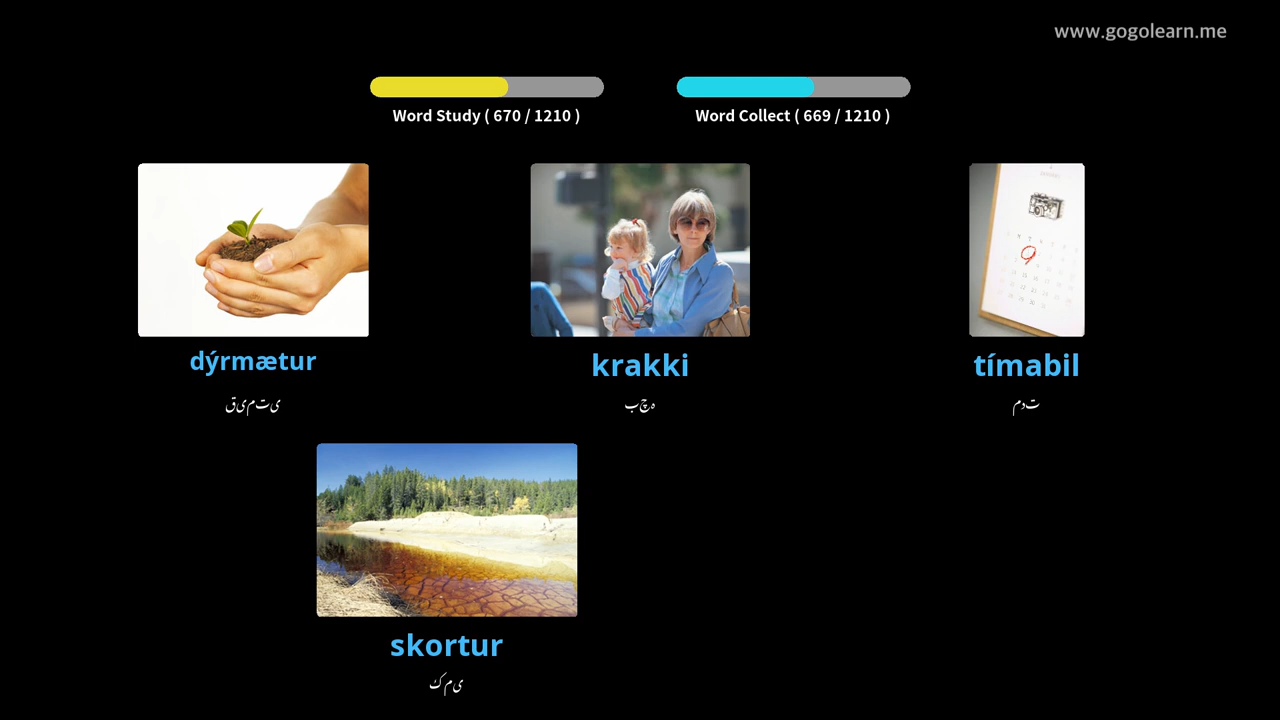 www.gogolearn.me
Word Study ( 670 / 1210 )
Word Collect ( 669 / 1210 )
dýrmætur
krakki
tímabil
قیمتی
بچہ
مدت
skortur
کمی